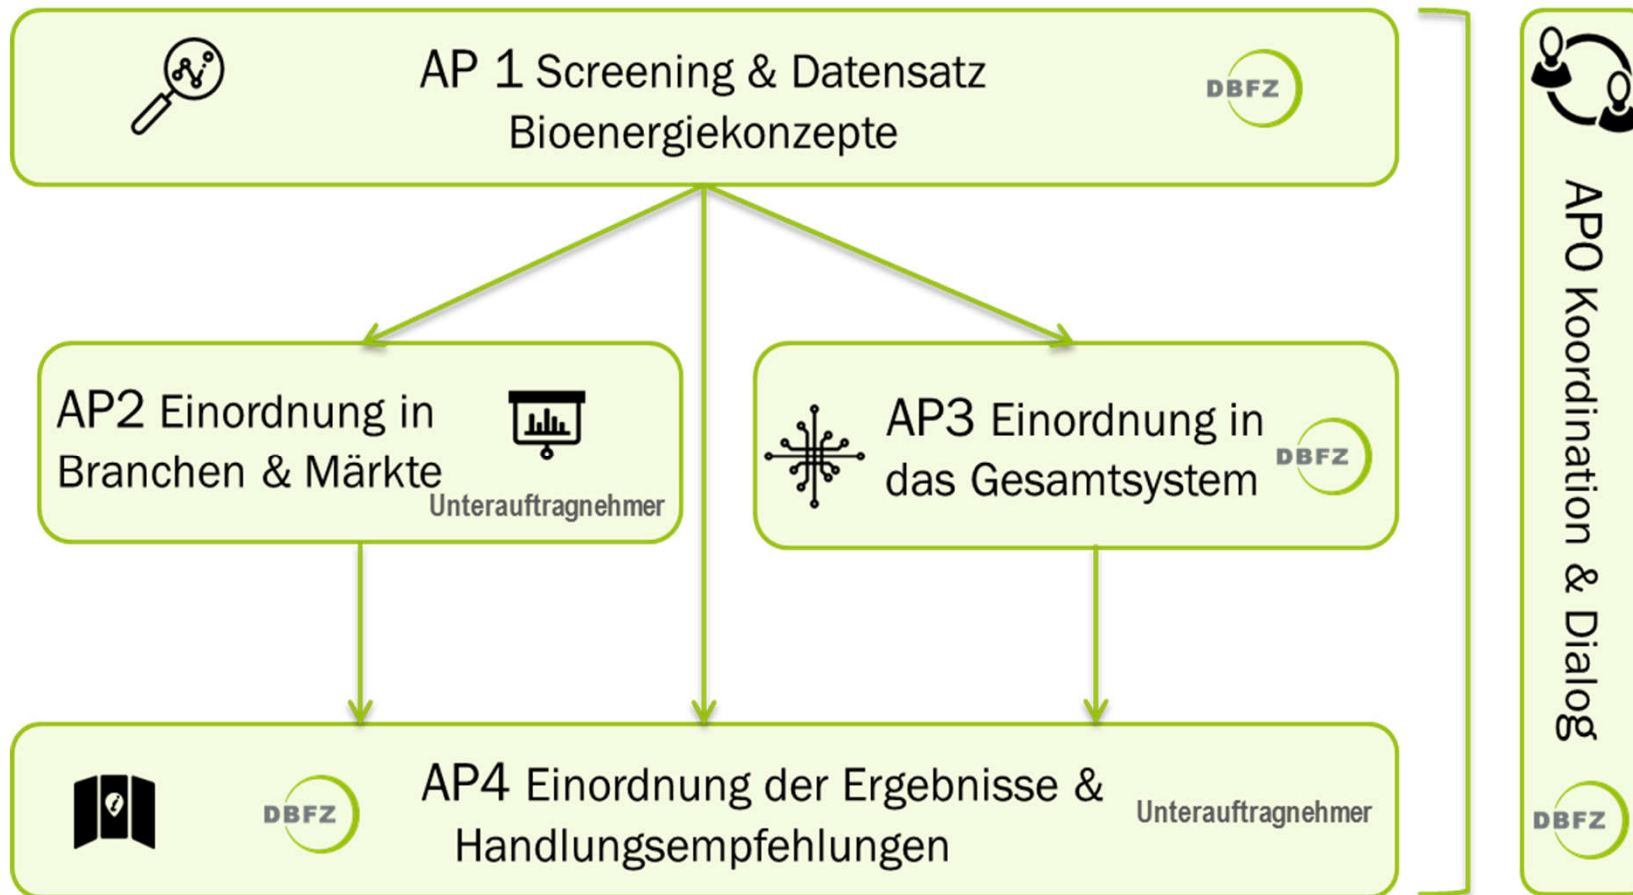 AP 1 Screening & Datensatz
Bioenergiekonzepte
DBFZ
AP2 Einordnung in
Branchen & Märkte
Unterauftragnehmer
AP3 Einordnung in
das Gesamtsystem
DBFZ
DBFZ
AP4 Einordnung der Ergebnisse &
Handlungsempfehlungen
Unterauftragnehmer
AP0 Koordination & Dialog
DBFZ